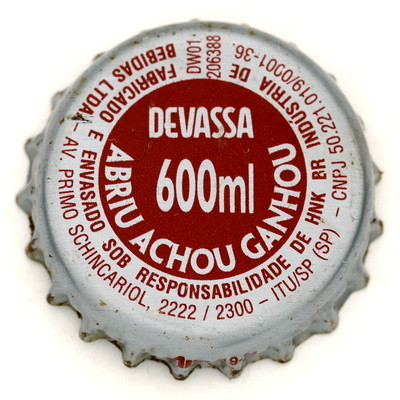 DEVASSA
600ml
ABRIU ACHOU GANHOU
FABRICADO E ENVASADO SOB RESPONSABILIDADE DE HNK BR INDÚSTRIA DE
BEBIDAS LTDA – AV. PRIMO SCHINCARIOL, 2222 / 2300 – ITU/SP (SP) – CNPJ 50.221.019/0001-36.
DW01.
206388